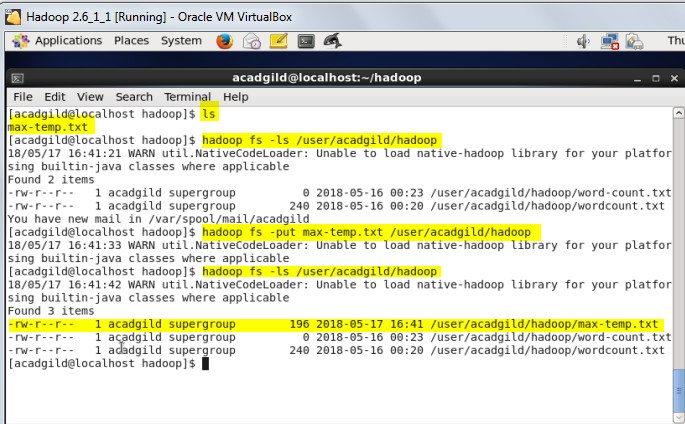 Hadoop 2.6_1_1 [Running] - Oracle VM VirtualBox
Applications Places System
acadgild@localhost:~/hadoop
File Edit View Search Terminal Help
[acadgild@localhost hadoop]$ ls
max-temp.txt
[acadgild@localhost hadoop]$ hadoop fs -ls /user/acadgild/hadoop
18/05/17 16:41:21 WARN util.NativeCodeLoader: Unable to load native-hadoop library for your platfor
sing builtin-java classes where applicable
Found 2 items
-rw-r--r-- 1 acadgild supergroup 0 2018-05-16 00:23 /user/acadgild/hadoop/word-count.txt
-rw-r--r-- 1 acadgild supergroup 240 2018-05-16 00:20 /user/acadgild/hadoop/wordcount.txt
You have new mail in /var/spool/mail/acadgild
[acadgild@localhost hadoop]$ hadoop fs -put max-temp.txt /user/acadgild/hadoop
18/05/17 16:41:33 WARN util.NativeCodeLoader: Unable to load native-hadoop library for your platfor
sing builtin-java classes where applicable
[acadgild@localhost hadoop]$ hadoop fs -ls /user/acadgild/hadoop
18/05/17 16:41:42 WARN util.NativeCodeLoader: Unable to load native-hadoop library for your platfor
sing builtin-java classes where applicable
Found 3 items
-rw-r--r-- 1 acadgild supergroup 196 2018-05-17 16:41 /user/acadgild/hadoop/max-temp.txt
-rw-r--r-- 1 acadgild supergroup 0 2018-05-16 00:23 /user/acadgild/hadoop/word-count.txt
-rw-r--r-- 1 acadgild supergroup 240 2018-05-16 00:20 /user/acadgild/hadoop/wordcount.txt
[acadgild@localhost hadoop]$